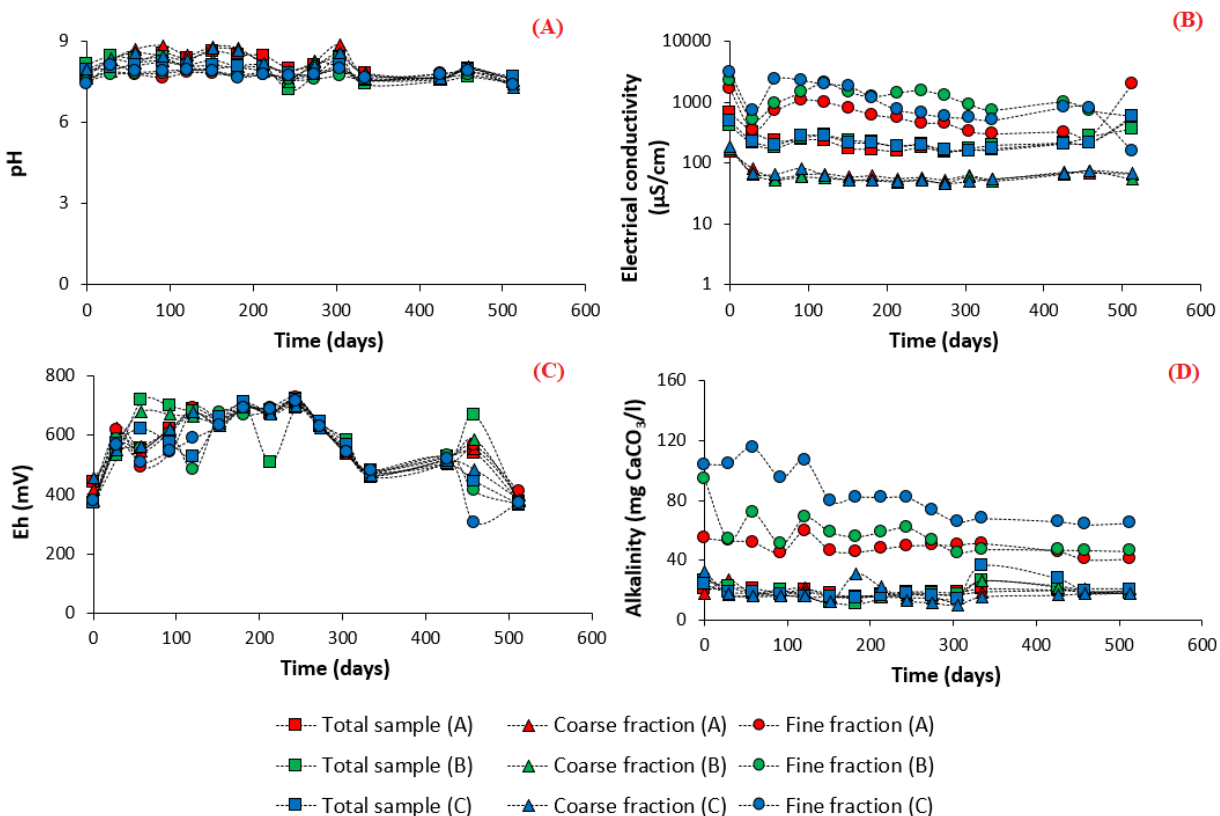 (A)
9
6
3
0
pH
0 100 200 300 400 500 600
Time (days)
(B)
10000
1000
100
10
1
Electrical conductivity
(µS/cm)
0 100 200 300 400 500 600
Time (days)
(C)
800
600
400
200
0
Eh (mV)
0 100 200 300 400 500 600
Time (days)
(D)
160
120
80
40
0
Alkalinity (mg CaCO₃/l)
0 100 200 300 400 500 600
Time (days)
Total sample (A) Coarse fraction (A) Fine fraction (A)
Total sample (B) Coarse fraction (B) Fine fraction (B)
Total sample (C) Coarse fraction (C) Fine fraction (C)